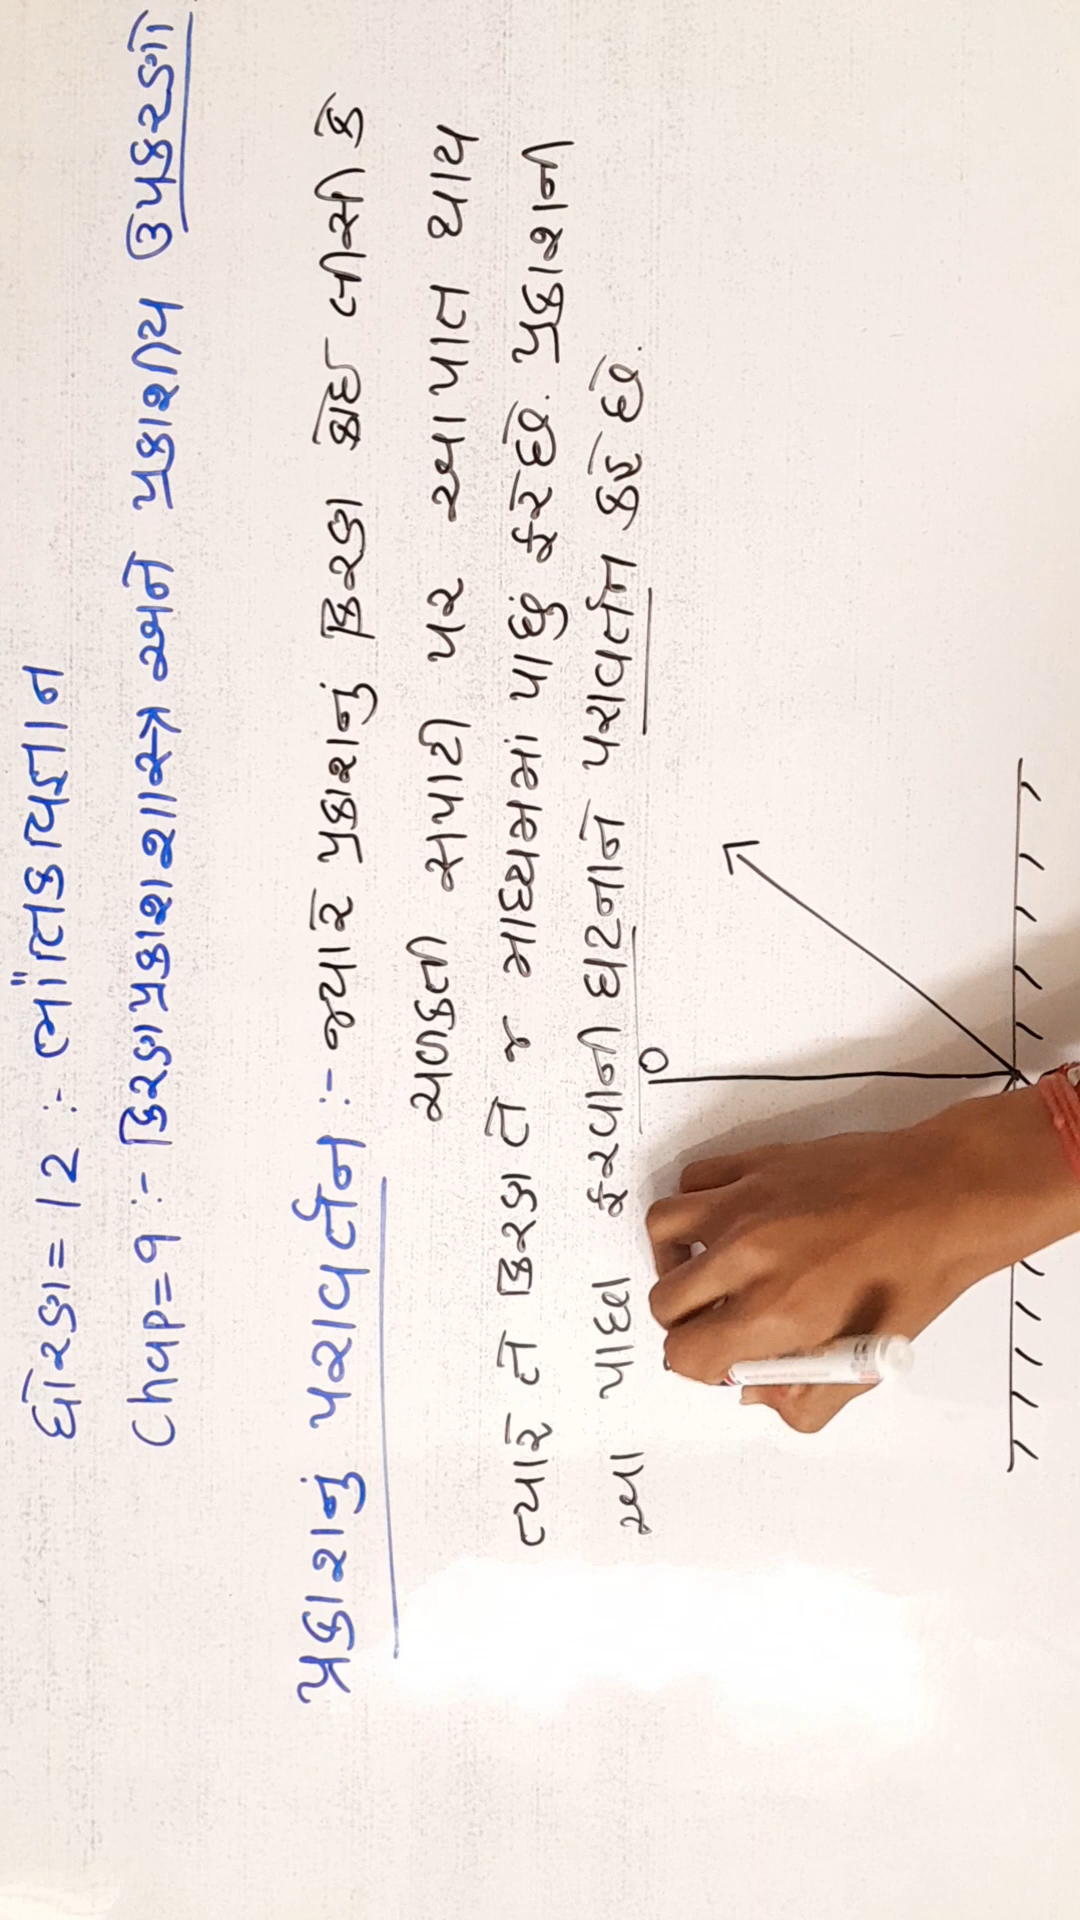 ધોરણ = 12 :- ભૌતિકવિજ્ઞાન
Chap = 9 :- કિરણપ્રકાશશાસ્ત્ર અને પ્રકાશીય ઉપકરણો
પ્રકાશનું પરાવર્તન :- જ્યારે પ્રકાશનું કિરણ કોઇ લીસી કે
ચળકતી સપાટી પર આપાત થાય
ત્યારે તે કિરણ તે જ માધ્યમમાં પાછું ફરે છે. પ્રકાશની
આ પાછા ફરવાની ઘટનાને પરાવર્તન કહે છે.
O